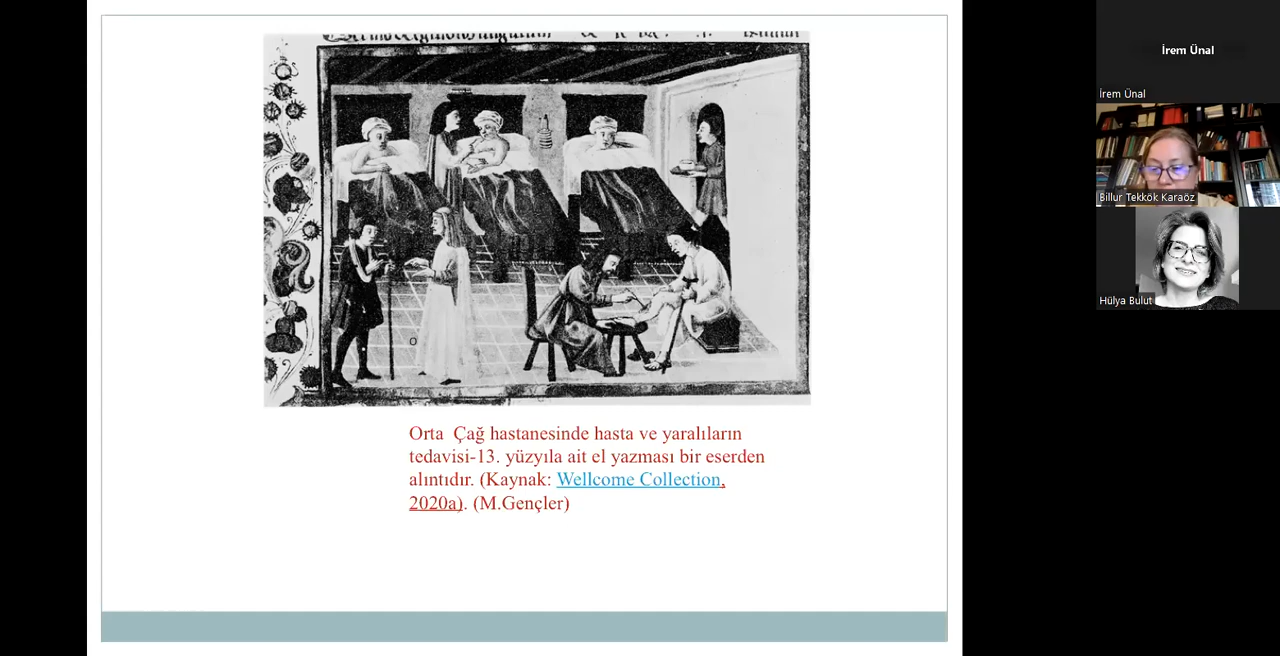 Orta Çağ hastanesinde hasta ve yaralıların
tedavisi-13. yüzyıla ait el yazması bir eserden
alıntıdır. (Kaynak: Wellcome Collection,
2020a). (M.Gençler)
İrem Ünal
İrem Ünal
Billur Tekkök Karaöz
Hülya Bulut